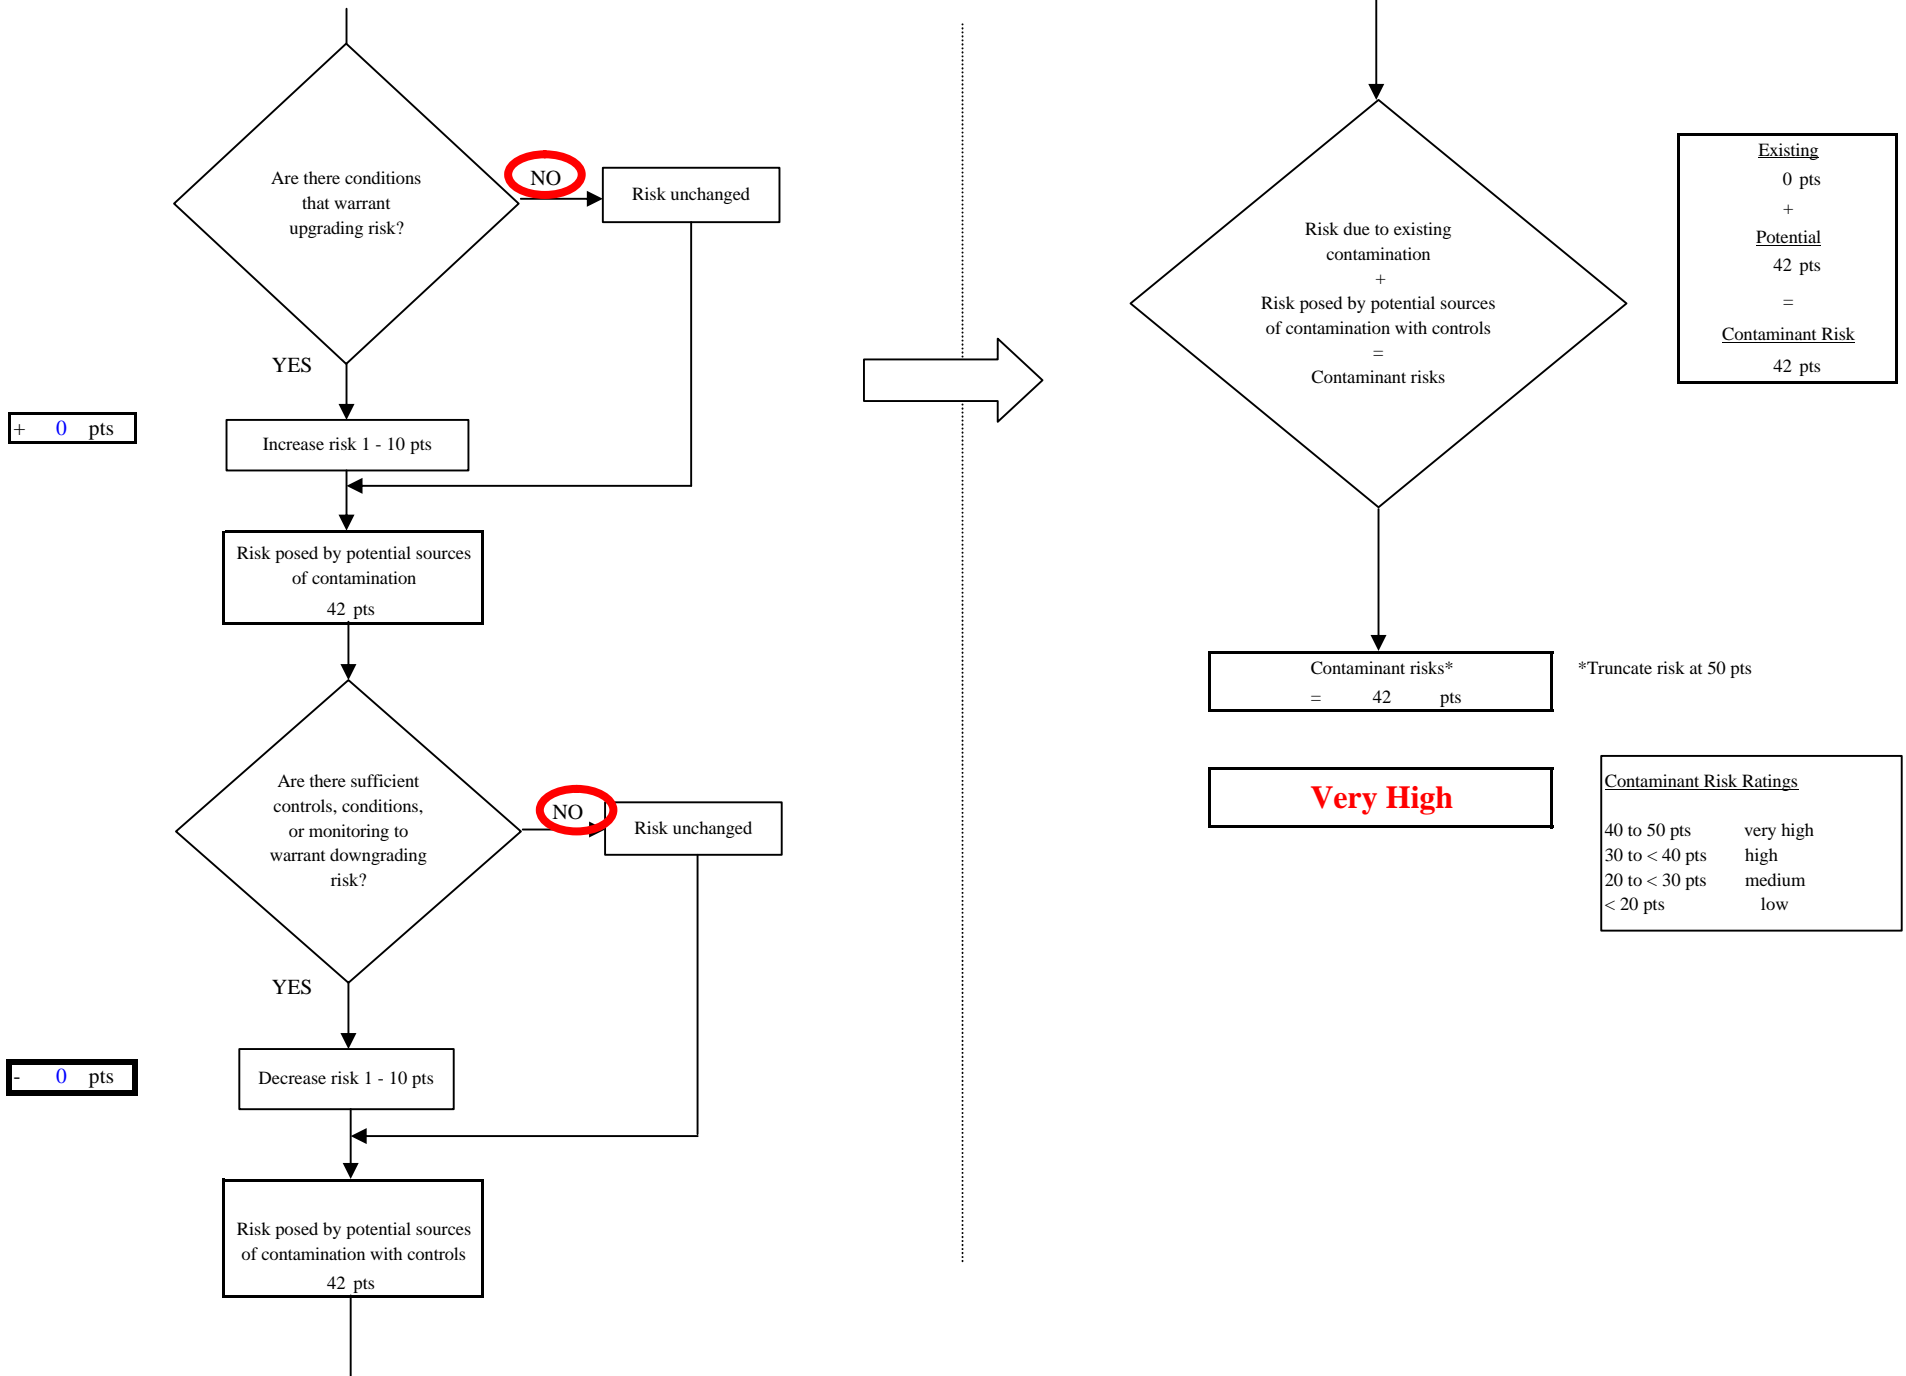 Are there conditions
that warrant
upgrading risk?
NO
Risk unchanged
YES
+ 0 pts
Increase risk 1 - 10 pts
Risk posed by potential sources
of contamination
42 pts
Are there sufficient
controls, conditions,
or monitoring to
warrant downgrading
risk?
NO
Risk unchanged
YES
- 0 pts
Decrease risk 1 - 10 pts
Risk posed by potential sources
of contamination with controls
42 pts
Risk due to existing
contamination
+
Risk posed by potential sources
of contamination with controls
=
Contaminant risks
Existing
0 pts
+
Potential
42 pts
=
Contaminant Risk
42 pts
Contaminant risks*
= 42 pts
*Truncate risk at 50 pts
Very High
Contaminant Risk Ratings
40 to 50 pts very high
30 to < 40 pts high
20 to < 30 pts medium
< 20 pts low